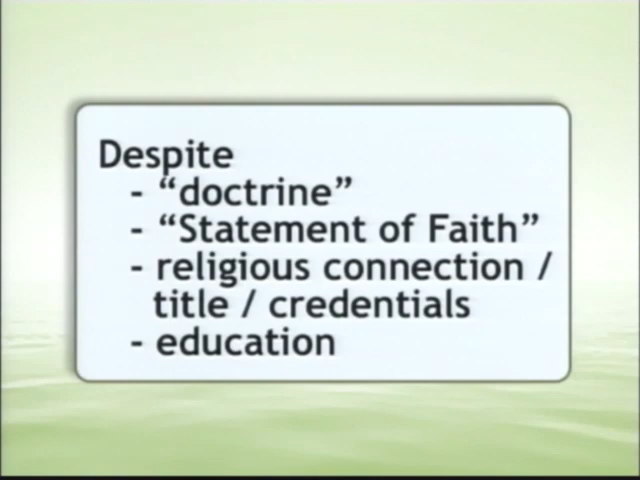 Despite
- “doctrine”
- “Statement of Faith”
- religious connection /
title / credentials
- education